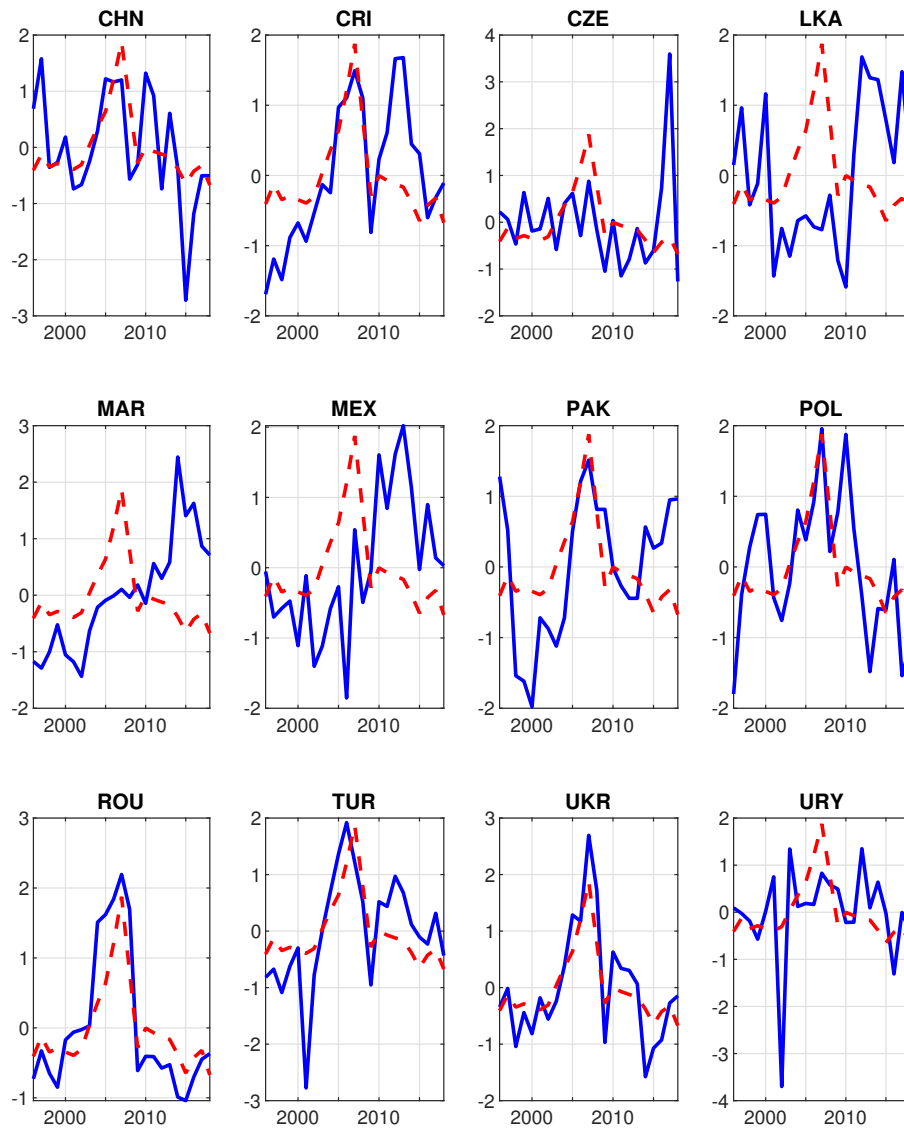 CHN CRI CZE LKA
2 2 4 2
1 1 3 1
0 0 2 0
-1 -1 1 -1
-2 -2 0 -2
-3 -1
-2
2000 2010 2000 2010 2000 2010 2000 2010
MAR MEX PAK POL
3 2 2 2
2 1 1 1
1 0 0 0
0 -1 -1 -1
-1 -2 -2 -2
-2
2000 2010 2000 2010 2000 2010 2000 2010
ROU TUR UKR URY
3 2 3 2
2 1 2 1
1 0 1 0
0 -1 0 -1
-1 -2 -1 -2
-3 -2 -3
-4
2000 2010 2000 2010 2000 2010 2000 2010